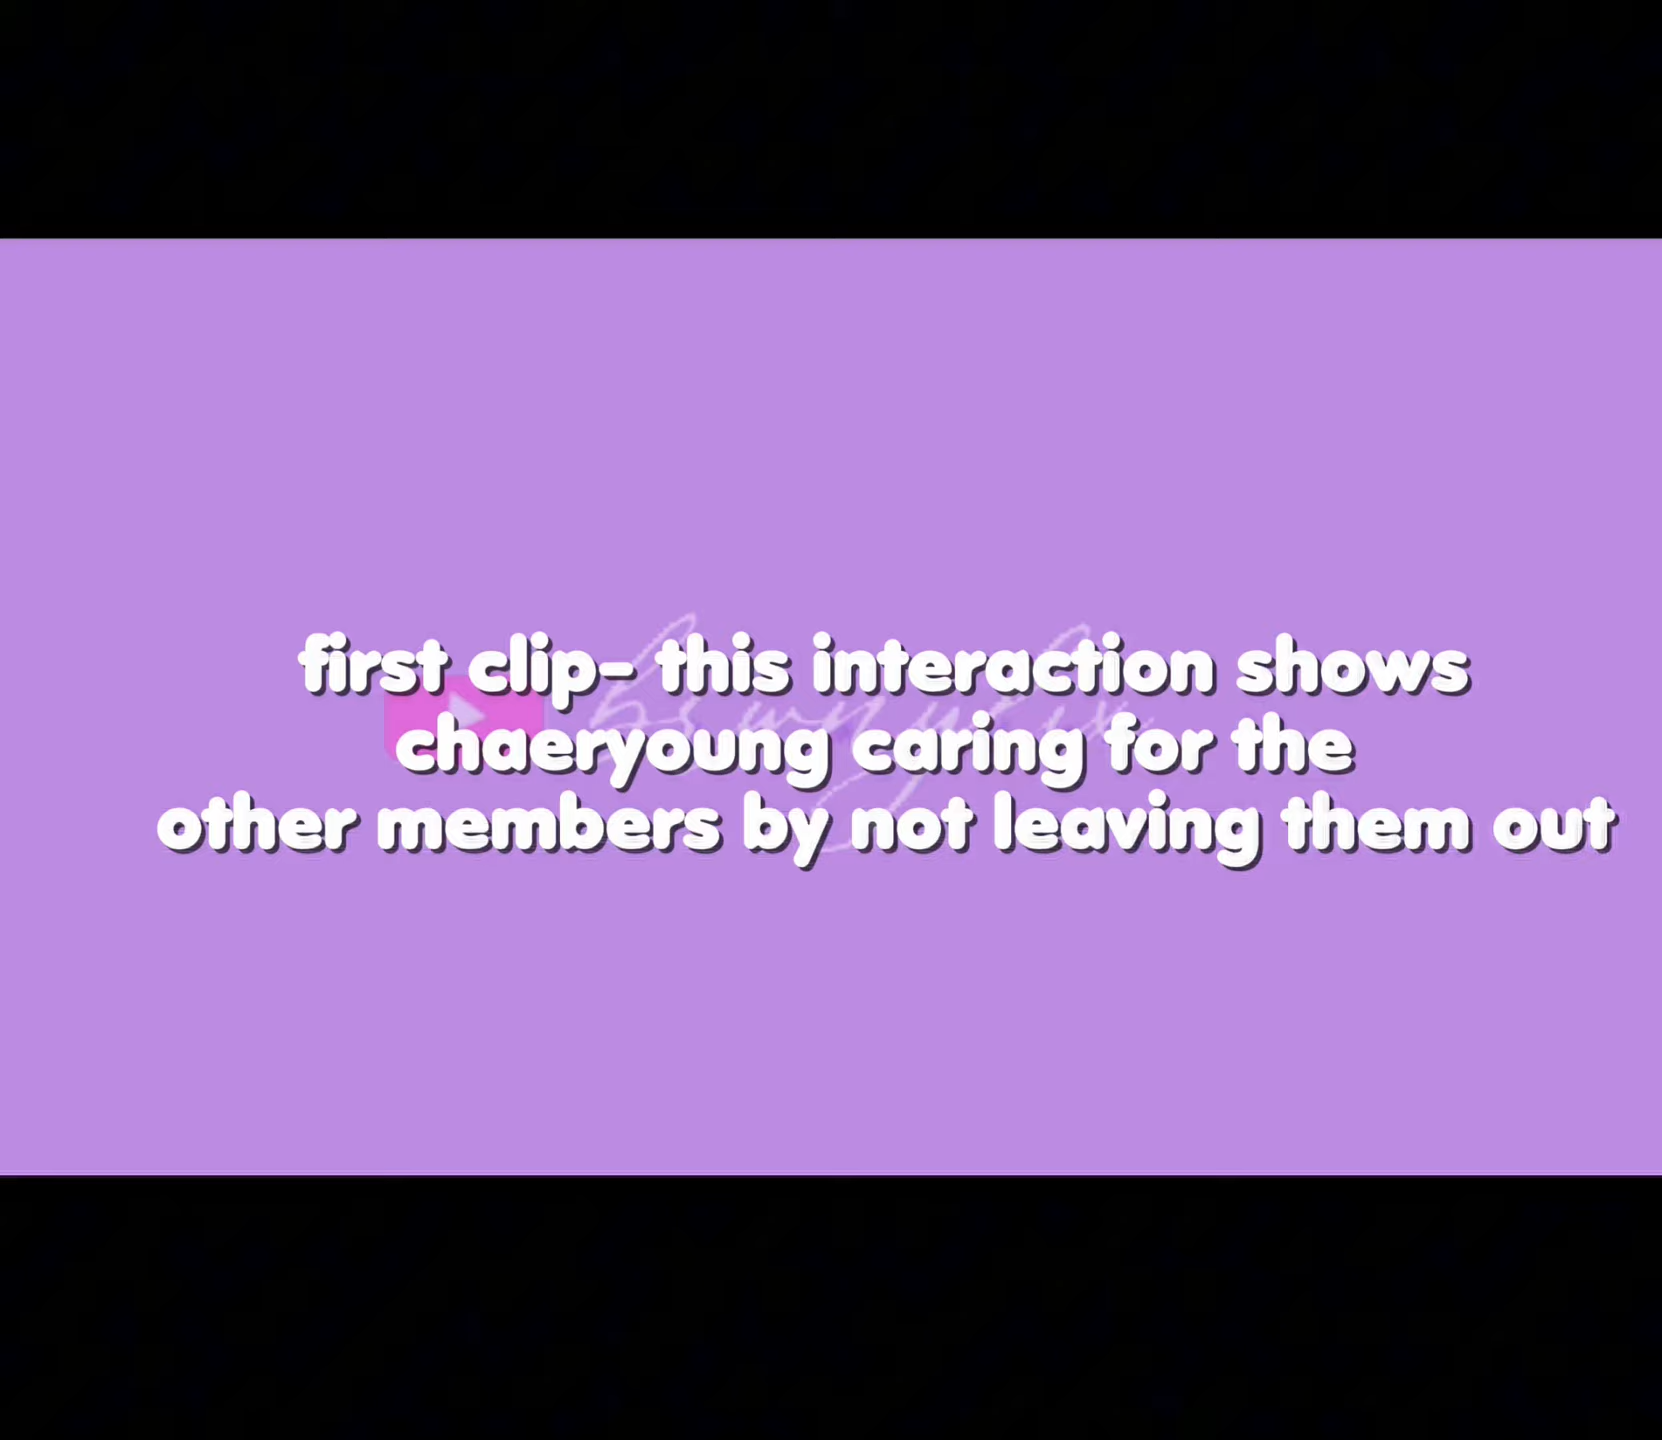 first clip- this interaction shows
chaeryoung caring for the
other members by not leaving them out